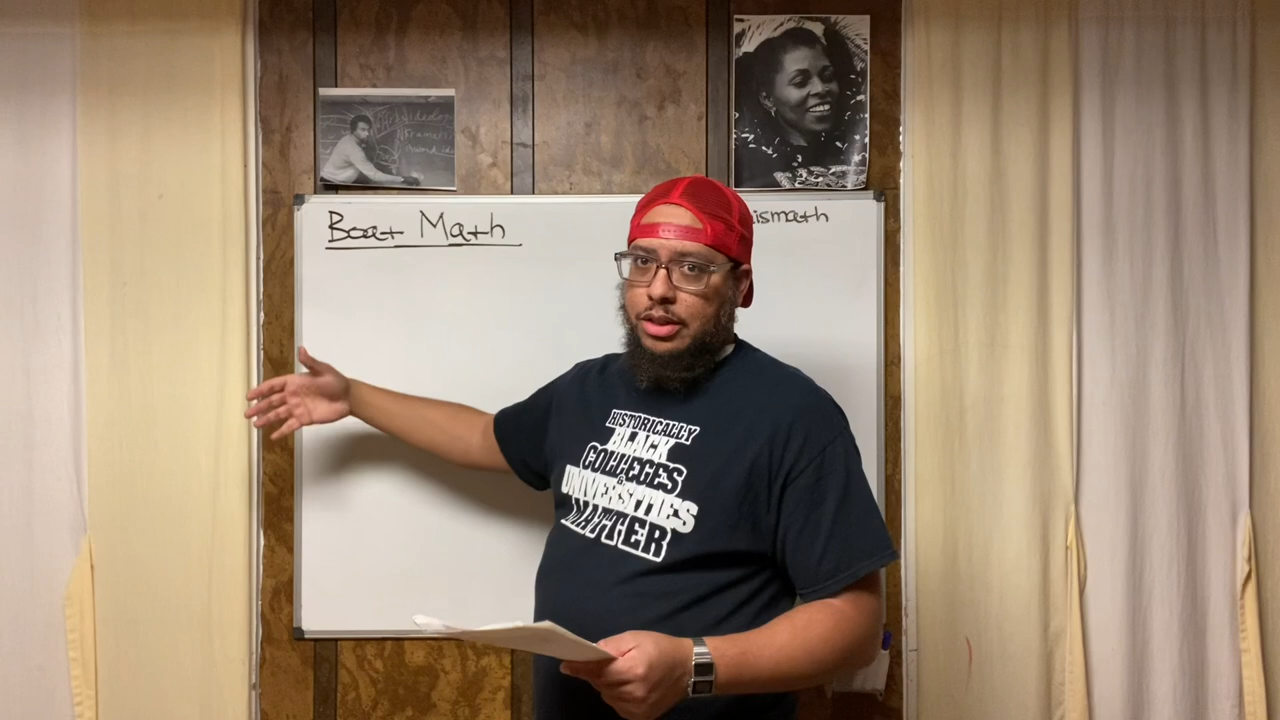 Boat Math
ismath
HISTORICALLY
BLACK
COLLEGES
&
UNIVERSITIES
MATTER